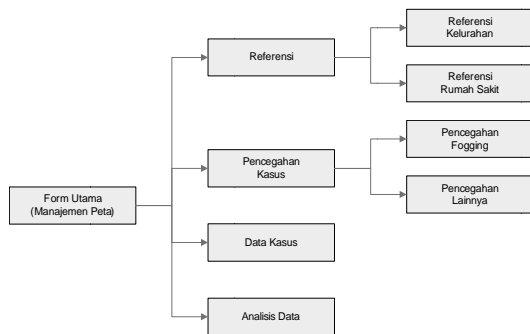 Form Utama
(Manajemen Peta)
Referensi
Referensi
Kelurahan
Referensi
Rumah Sakit
Pencegahan
Kasus
Pencegahan
Fogging
Pencegahan
Lainnya
Data Kasus
Analisis Data